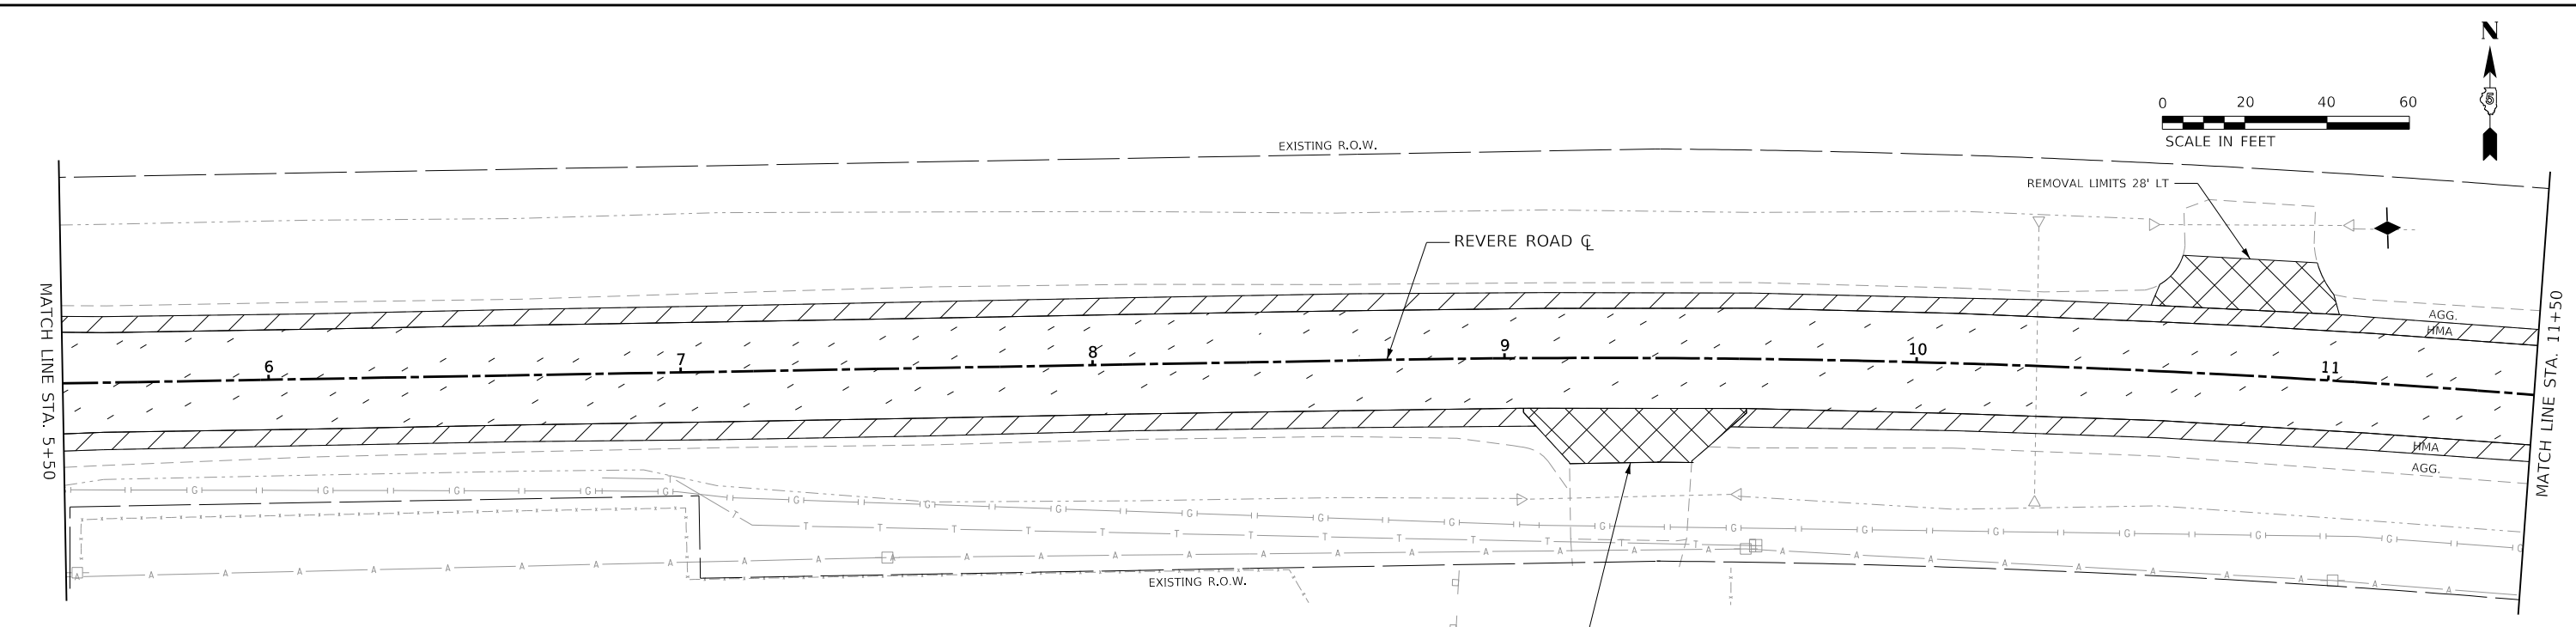 N
5
0 20 40 60
SCALE IN FEET
EXISTING R.O.W.
REMOVAL LIMITS 28' LT
REVERE ROAD ℄
MATCH LINE STA. 5+50
MATCH LINE STA. 11+50
AGG.
HMA
6 7 8 9 10 11
HMA
AGG.
G G G G G G G G G G G G G G G G G G G
T T T T T T T T T T T T T T
A A A A A A A A A A A A A A A A A A A A A A A A A A A A A A A A A
EXISTING R.O.W.